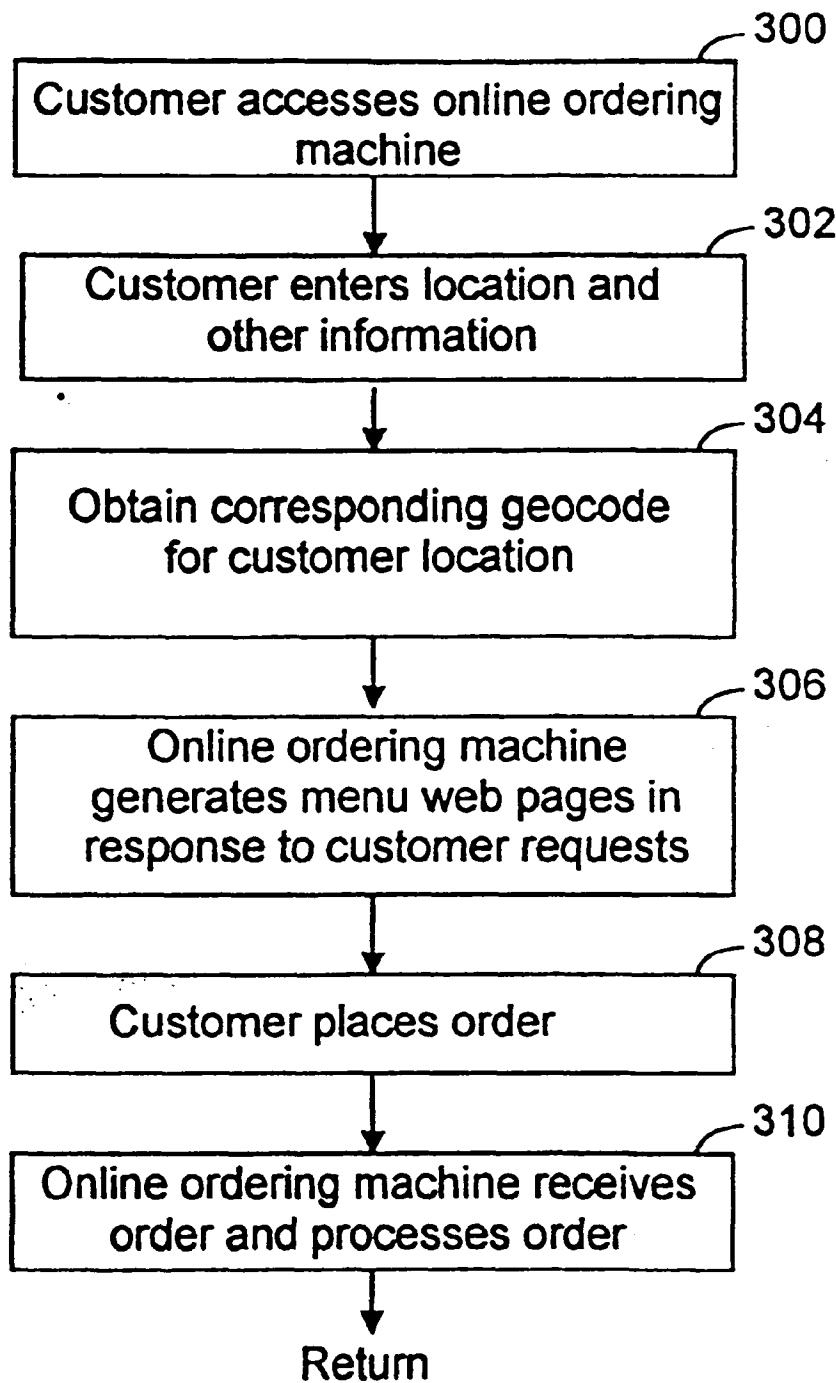 300
Customer accesses online ordering
machine
302
Customer enters location and
other information
304
Obtain corresponding geocode
for customer location
306
Online ordering machine
generates menu web pages in
response to customer requests
308
Customer places order
310
Online ordering machine receives
order and processes order
Return